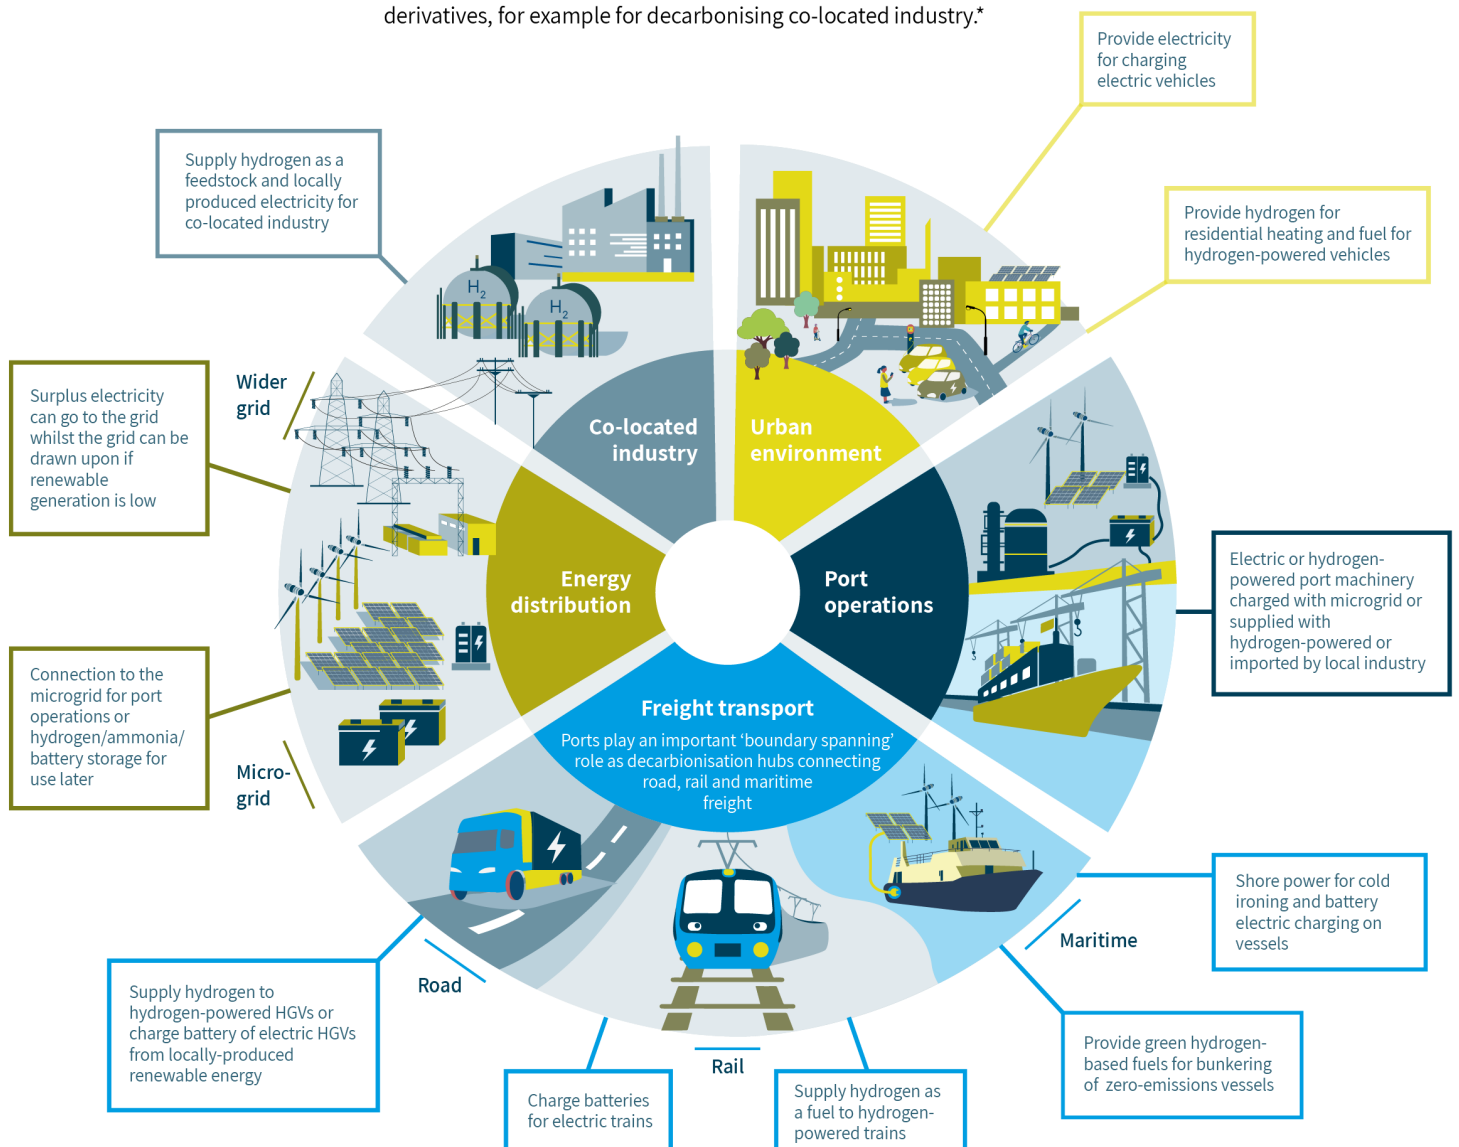 derivatives, for example for decarbonising co-located industry.*
Provide electricity
for charging
electric vehicles
Supply hydrogen as a
feedstock and locally
produced electricity for
co-located industry
Provide hydrogen for
residential heating and fuel for
hydrogen-powered vehicles
H2
H2
Wider
grid
Surplus electricity
can go to the grid
whilst the grid can be
drawn upon if
renewable
generation is low
Co-located
industry
Urban
environment
Energy
distribution
Port
operations
Electric or hydrogen-
powered port machinery
charged with microgrid or
supplied with
hydrogen-powered or
imported by local industry
Connection to the
microgrid for port
operations or
hydrogen/ammonia/
battery storage for
use later
Micro-
grid
Freight transport
Ports play an important ‘boundary spanning’
role as decarbionisation hubs connecting
road, rail and maritime
freight
Shore power for cold
ironing and battery
electric charging on
vessels
Maritime
Road
Supply hydrogen to
hydrogen-powered HGVs or
charge battery of electric HGVs
from locally-produced
renewable energy
Rail
Provide green hydrogen-
based fuels for bunkering
of zero-emissions vessels
Charge batteries
for electric trains
Supply hydrogen as
a fuel to hydrogen-
powered trains